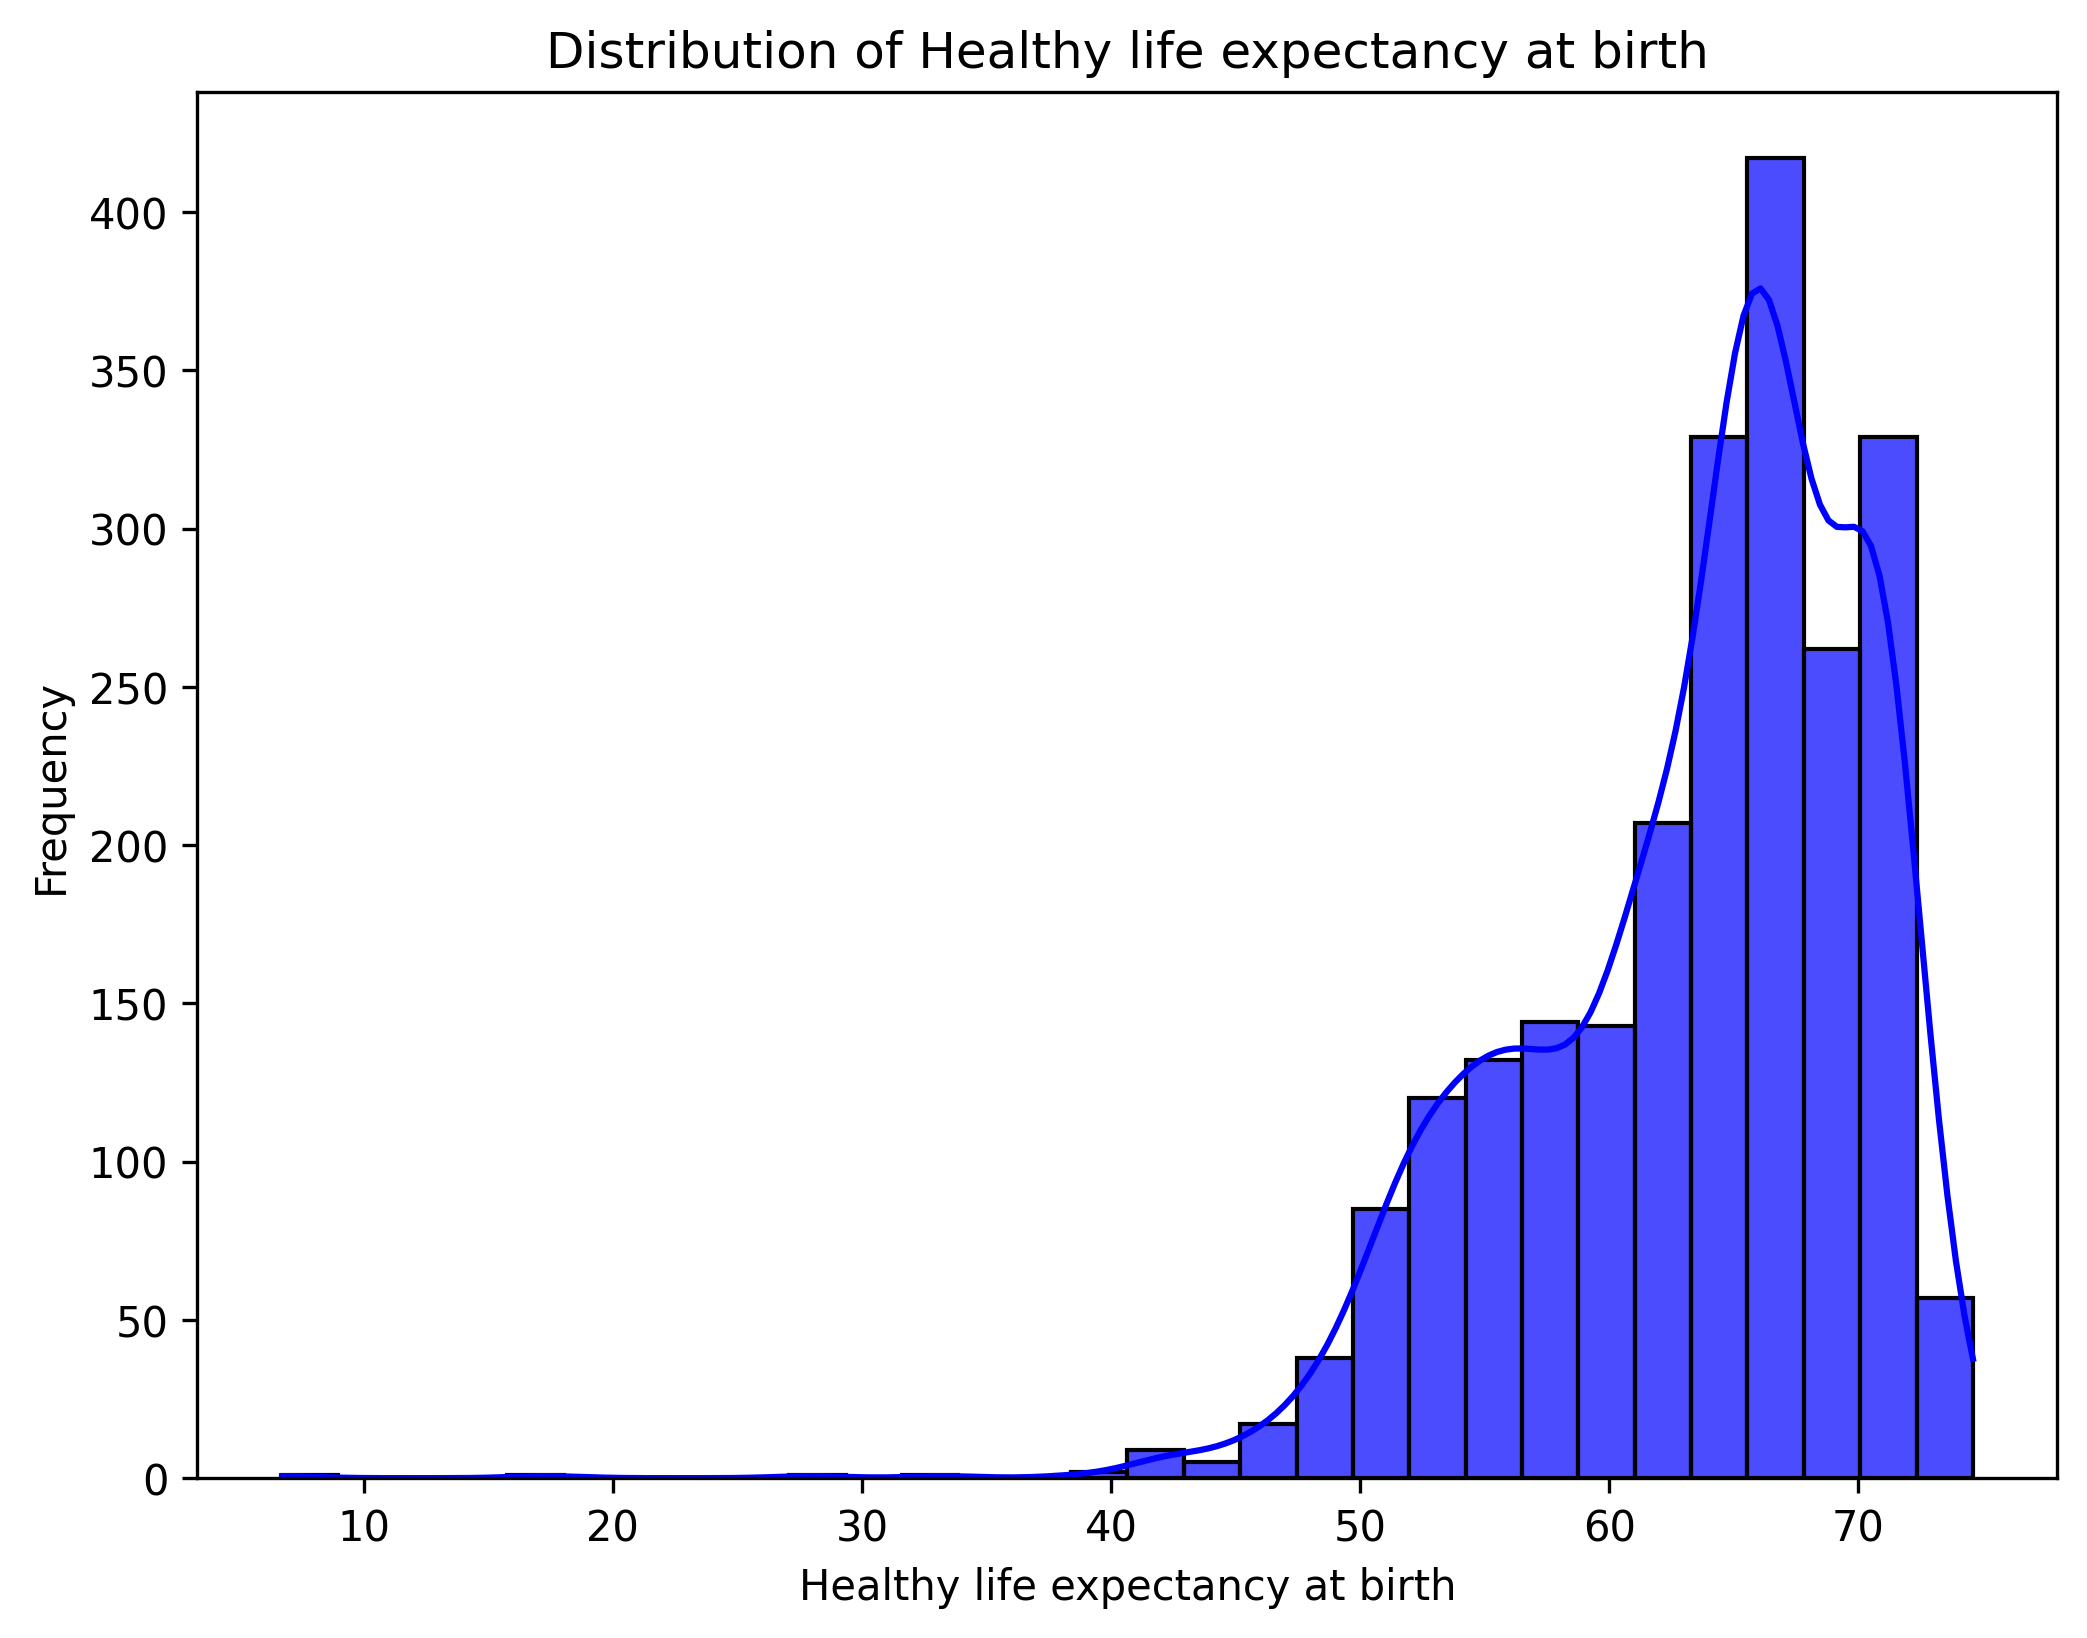 Distribution of Healthy life expectancy at birth
400
350
300
250
200
150
100
50
0
Frequency
10 20 30 40 50 60 70
Healthy life expectancy at birth